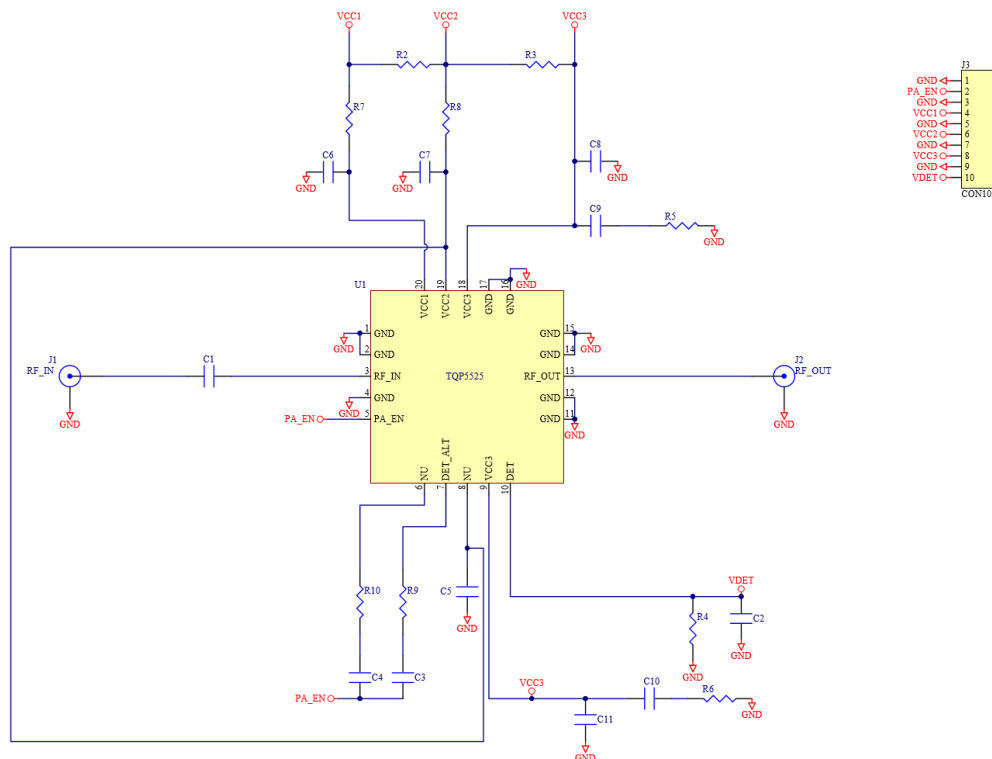 VCC1
VCC2
VCC3
R2
R3
J3
GND 1
PA_EN 2
GND 3
VCC1 4
GND 5
VCC2 6
GND 7
VCC3 8
GND 9
VDET 10
CON10
R7
R8
C6
C7
C8
GND
GND
GND
C9
R5
GND
U1
20
19
18
17
16
GND
VCC1
VCC2
VCC3
GND
GND
1 GND
GND
2 GND
GND 15
GND
GND 14
J1
RF_IN
C1
3 RF_IN
TQP5525
RF_OUT 13
J2
RF_OUT
GND
4 GND
GND
GND 12
PA_EN
5 PA_EN
GND 11
GND
GND
NU
DET_ALT
NU
VCC3
DET
6
7
8
9
10
R10
R9
C5
GND
VDET
R4
C2
GND
GND
C4
C3
PA_EN
VCC3
C10
R6
GND
C11
GND